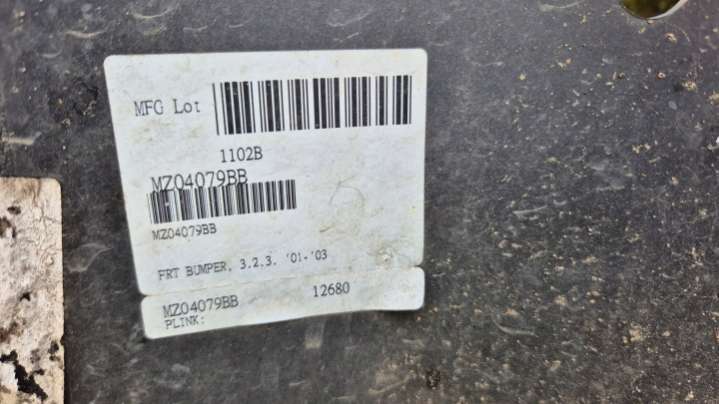 MFG Lot
1102B
MZ04079BB
MZ04079BB
FRT BUMPER, 3.2.3. '01-'03
MZ04079BB 12680
PLINK: